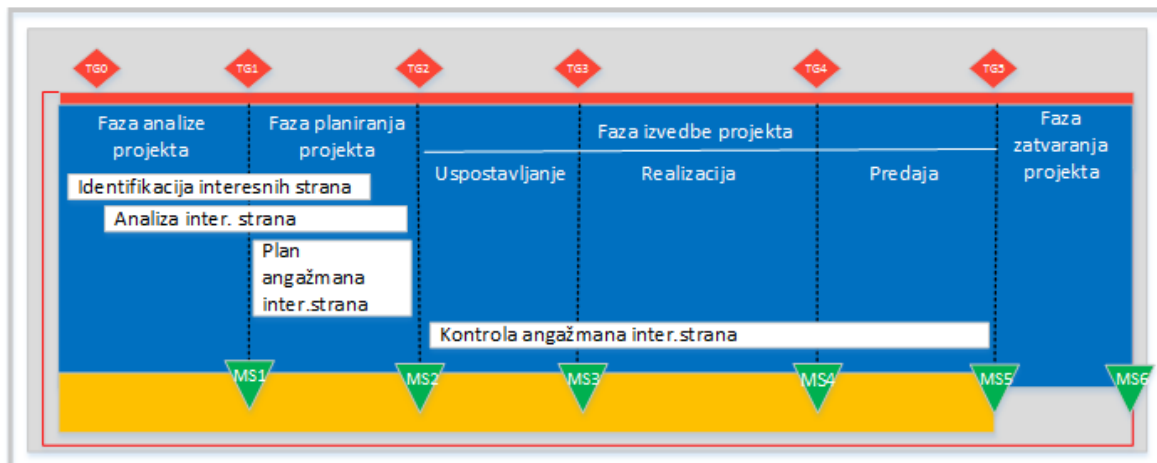 TG0 TG1 TG2 TG3 TG4 TG5
Faza analize
projekta
Faza planiranja
projekta
Faza izvedbe projekta
Uspostavljanje
Realizacija
Predaja
Faza
zatvaranja
projekta
Identifikacija interesnih strana
Analiza inter. strana
Plan
angažmana
inter.strana
Kontrola angažmana inter.strana
MS1 MS2 MS3 MS4 MS5 MS6